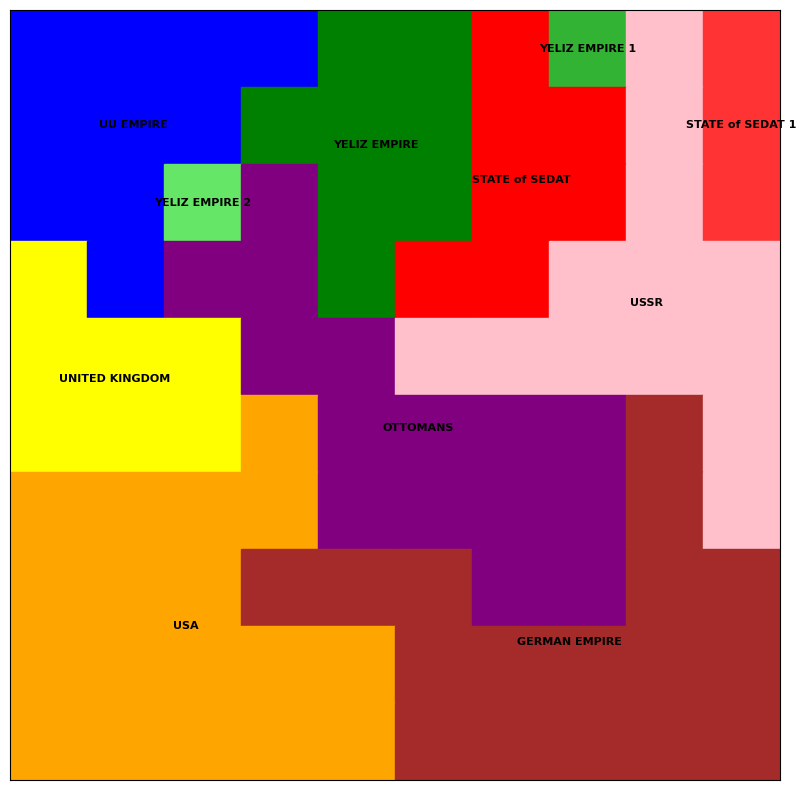 YELIZ EMPIRE 1
UU EMPIRE
STATE of SEDAT 1
YELIZ EMPIRE
STATE of SEDAT
YELIZ EMPIRE 2
USSR
UNITED KINGDOM
OTTOMANS
USA
GERMAN EMPIRE